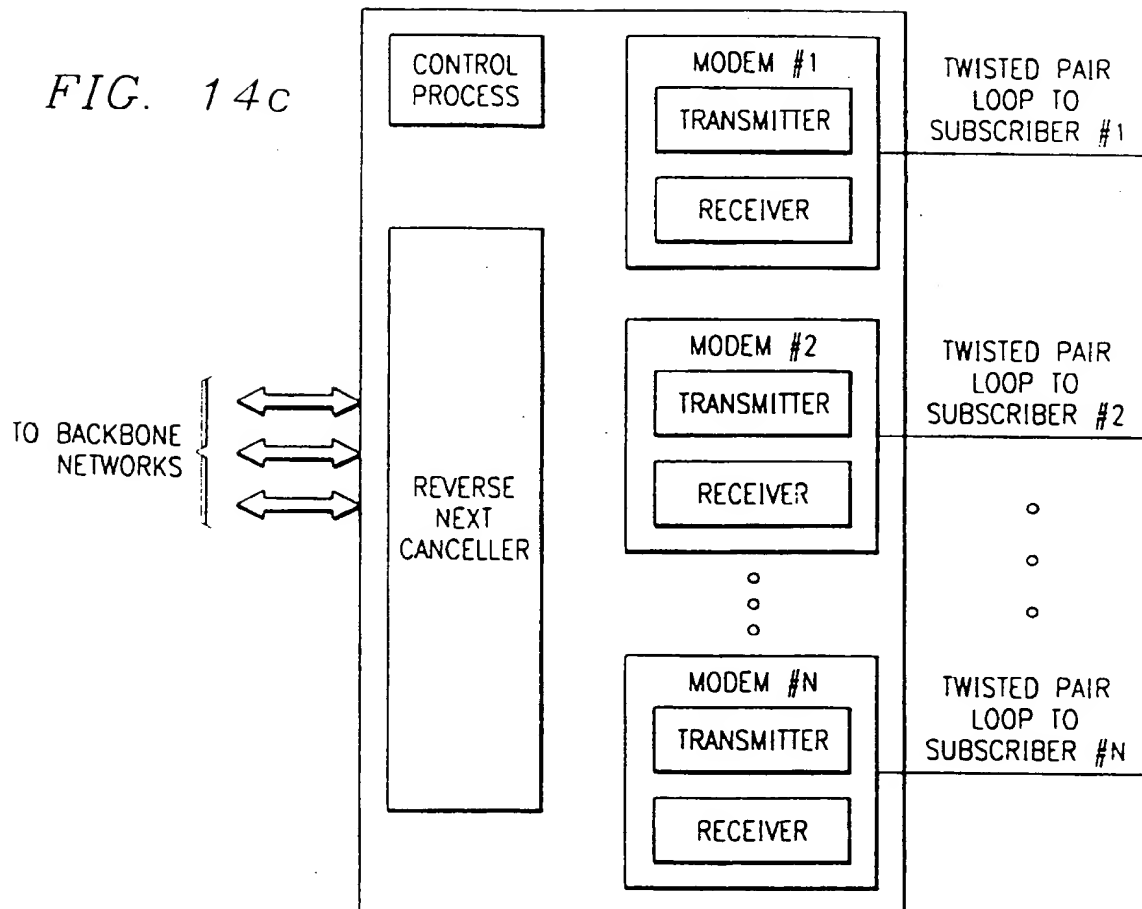 FIG. 14c
CONTROL
PROCESS
MODEM #1
TRANSMITTER
RECEIVER
TWISTED PAIR
LOOP TO
SUBSCRIBER #1
MODEM #2
TRANSMITTER
RECEIVER
TWISTED PAIR
LOOP TO
SUBSCRIBER #2
TO BACKBONE
NETWORKS
REVERSE
NEXT
CANCELLER
MODEM #N
TRANSMITTER
RECEIVER
TWISTED PAIR
LOOP TO
SUBSCRIBER #N